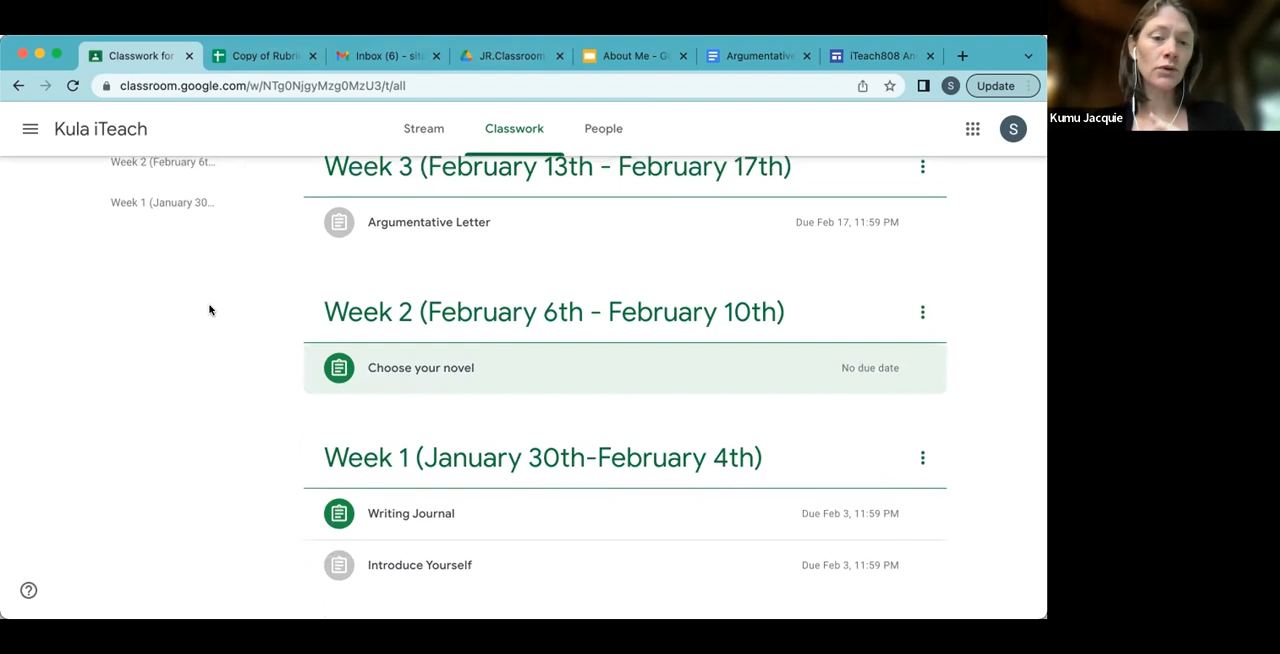 Classwork for
Copy of Rubri
Inbox (6) - sit
JR.Classroom
About Me - Go
Argumentative
iTeach808 An
classroom.google.com/w/NTg0NjgyMzg0MzU3/t/all
S
Update
Kula iTeach
Stream
Classwork
People
S
Kumu Jacquie
Week 2 (February 6t...
Week 1 (January 30...
Week 3 (February 13th - February 17th)
Argumentative Letter
Due Feb 17, 11:59 PM
Week 2 (February 6th - February 10th)
Choose your novel
No due date
Week 1 (January 30th-February 4th)
Writing Journal
Due Feb 3, 11:59 PM
Introduce Yourself
Due Feb 3, 11:59 PM